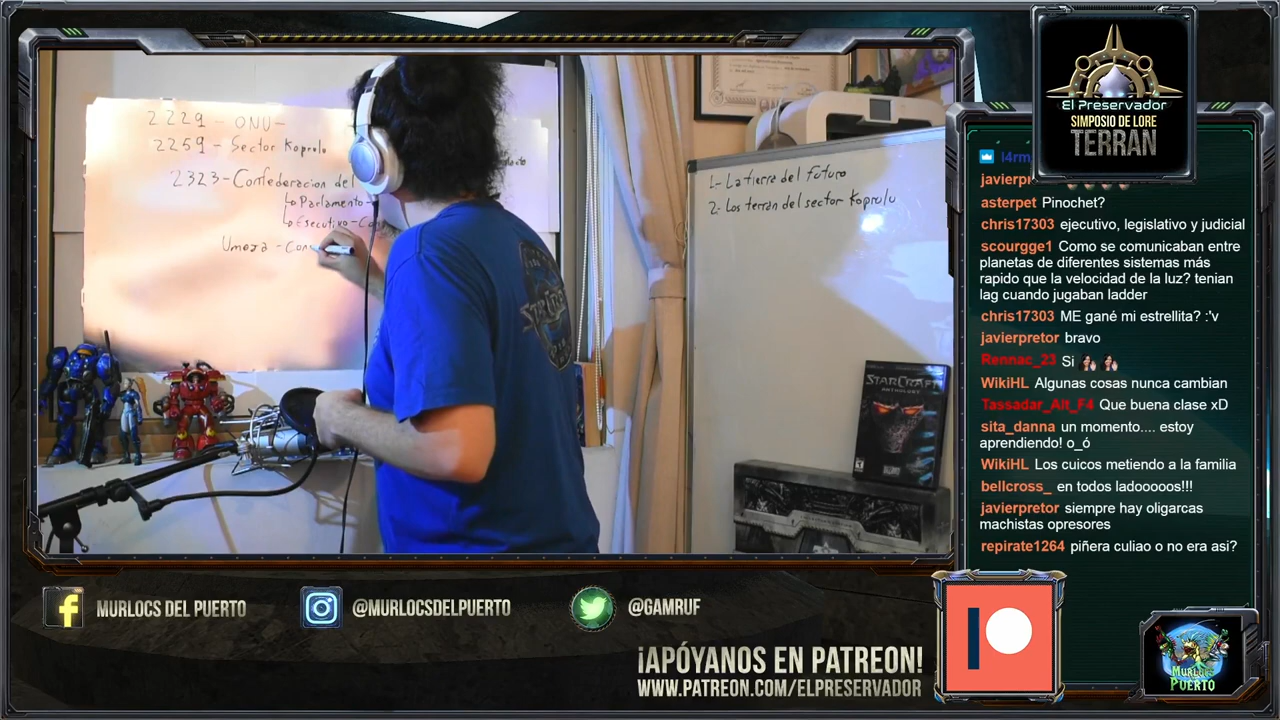 2229 - ONU -
2259 - Sector Koprulu
2323 - Confederacion del
Parlamento -
Ejecutivo -
Umoja - Con
1.- La tierra del futuro
2.- Los terran del sector Koprulu
STARCRAFT
ANTHOLOGY
El Preservador
SIMPOSIO DE LORE
TERRAN
javierpr
asterpet Pinochet?
chris17303 ejecutivo, legislativo y judicial
scourgge1 Como se comunicaban entre
planetas de diferentes sistemas más
rapido que la velocidad de la luz? tenian
lag cuando jugaban ladder
chris17303 ME gané mi estrellita? :'v
javierpretor bravo
Rennac_23 Si
WikiHL Algunas cosas nunca cambian
Tassadar_Alt_F4 Que buena clase xD
sita_danna un momento.... estoy
aprendiendo! o_ó
WikiHL Los cuicos metiendo a la familia
bellcross_ en todos ladooooos!!!
javierpretor siempre hay oligarcas
machistas opresores
repirate1264 piñera culiao o no era asi?
MURLOCS DEL PUERTO
@MURLOCSDELPUERTO
@GAMRUF
¡APÓYANOS EN PATREON!
WWW.PATREON.COM/ELPRESERVADOR
MURLOCS
PUERTO